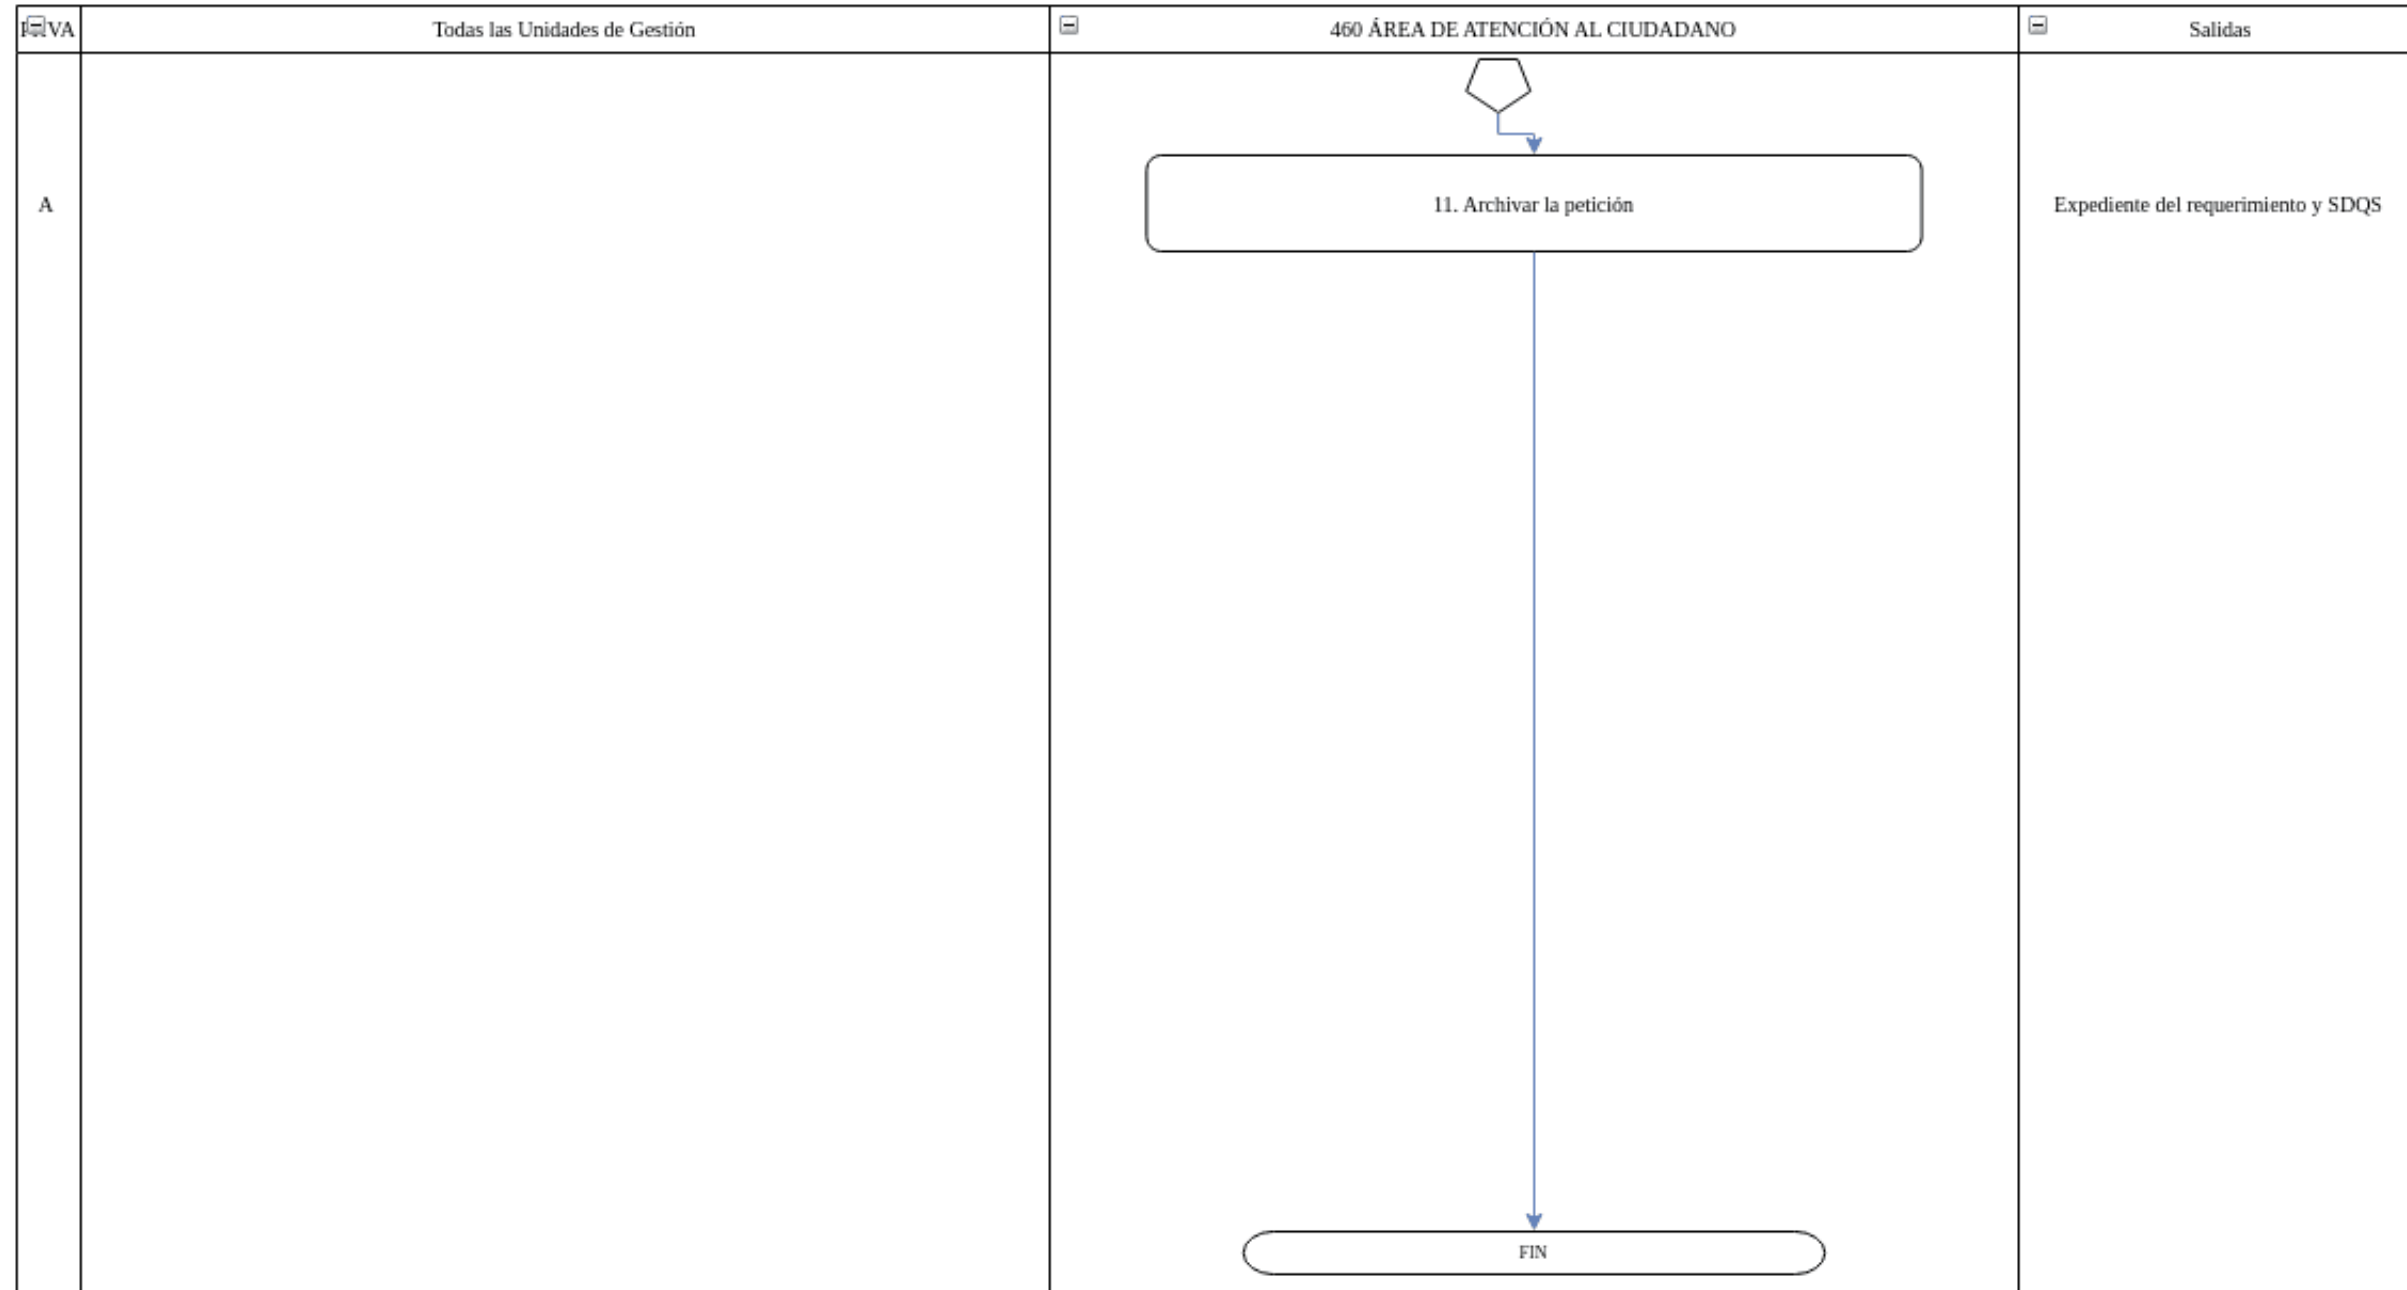 VA
Todas las Unidades de Gestión
460 ÁREA DE ATENCIÓN AL CIUDADANO
Salidas
A
11. Archivar la petición
Expediente del requerimiento y SDQS
FIN